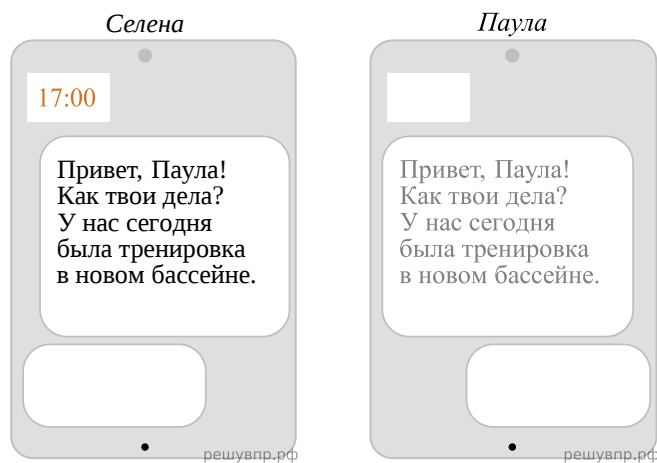 Селена
17:00
Привет, Паула!
Как твои дела?
У нас сегодня
была тренировка
в новом бассейне.
решувпр.рф
Паула
Привет, Паула!
Как твои дела?
У нас сегодня
была тренировка
в новом бассейне.
решувпр.рф